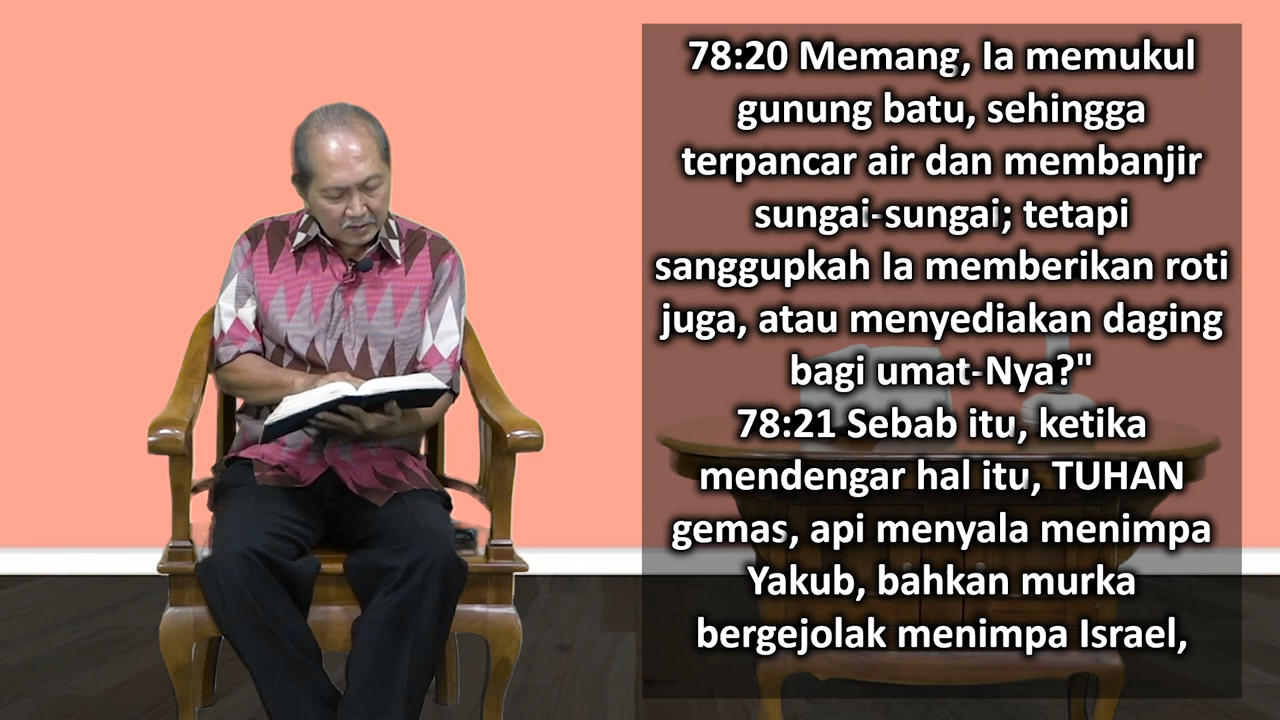 78:20 Memang, Ia memukul
gunung batu, sehingga
terpancar air dan membanjir
sungai-sungai; tetapi
sanggupkah Ia memberikan roti
juga, atau menyediakan daging
bagi umat-Nya?"
78:21 Sebab itu, ketika
mendengar hal itu, TUHAN
gemas, api menyala menimpa
Yakub, bahkan murka
bergejolak menimpa Israel,